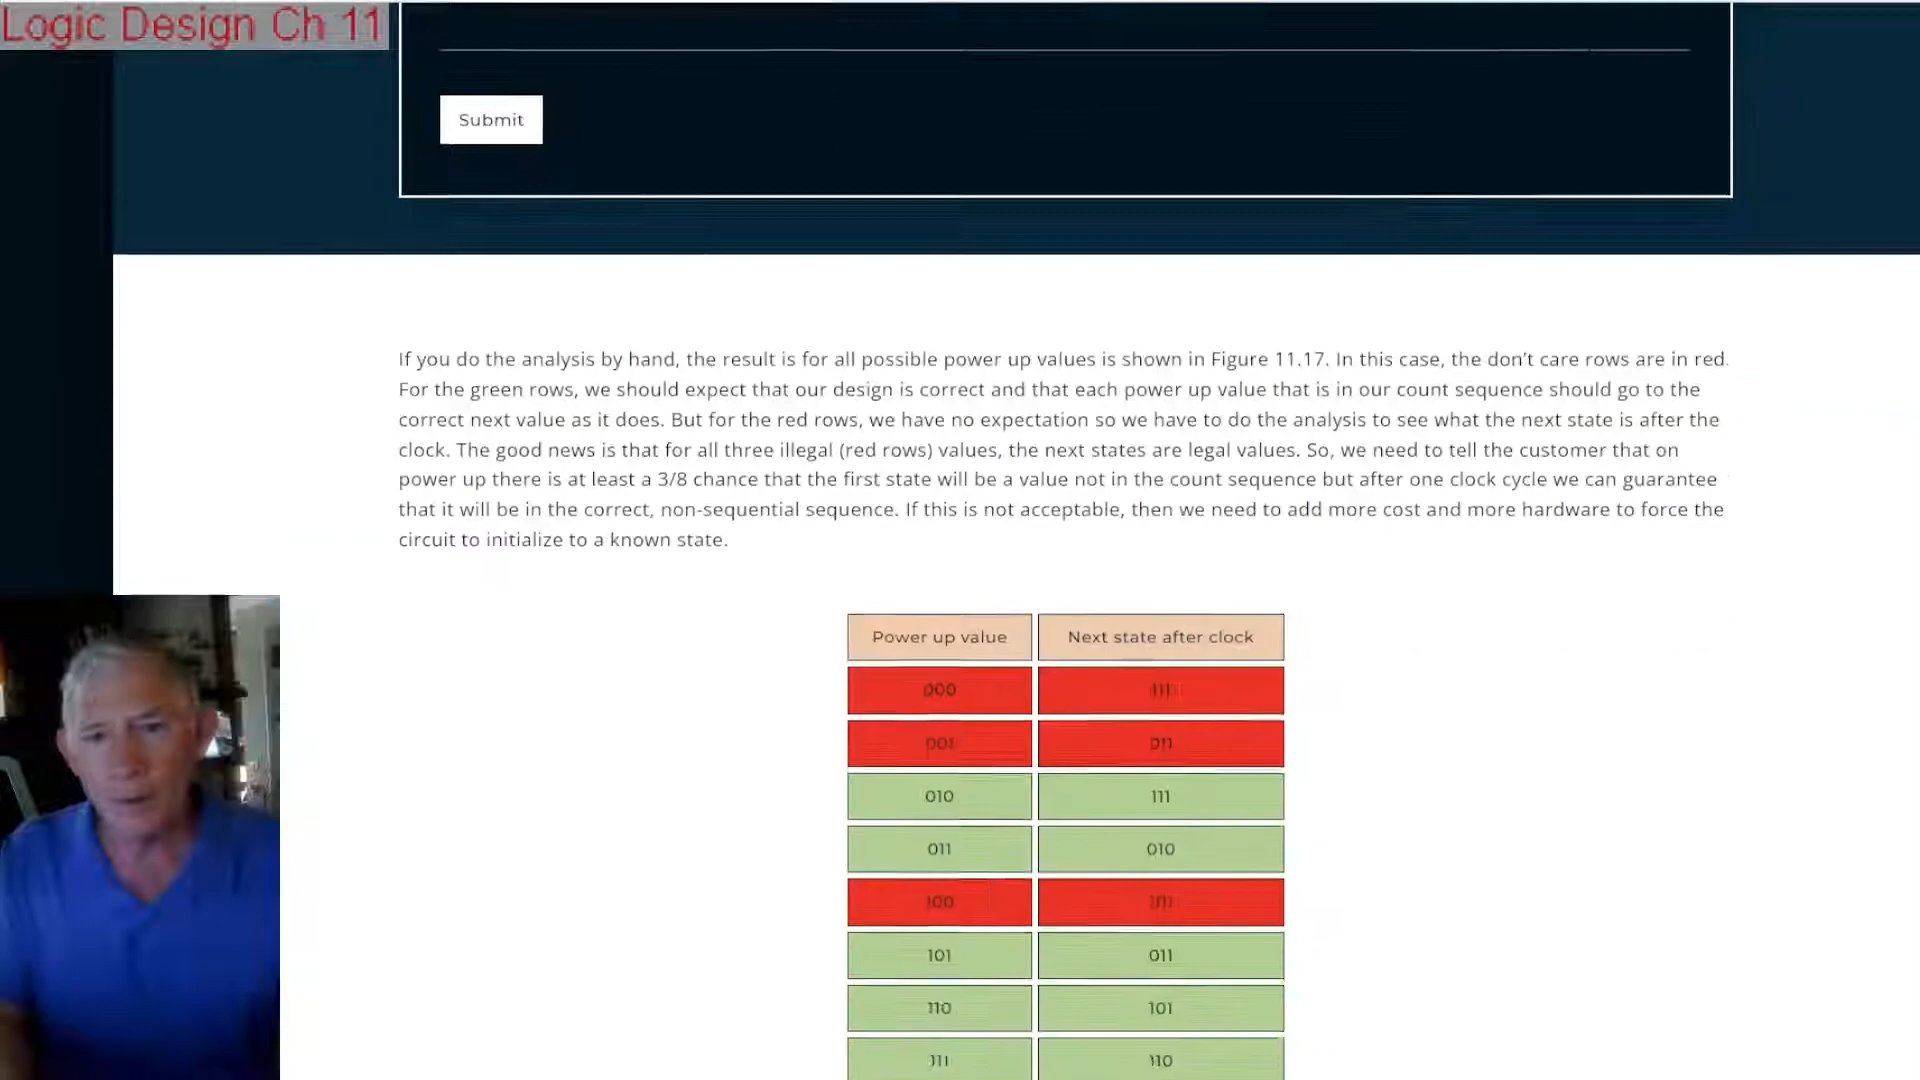 Logic Design Ch 11
Submit
If you do the analysis by hand, the result is for all possible power up values is shown in Figure 11.17. In this case, the don't care rows are in red.
For the green rows, we should expect that our design is correct and that each power up value that is in our count sequence should go to the
correct next value as it does. But for the red rows, we have no expectation so we have to do the analysis to see what the next state is after the
clock. The good news is that for all three illegal (red rows) values, the next states are legal values. So, we need to tell the customer that on
power up there is at least a 3/8 chance that the first state will be a value not in the count sequence but after one clock cycle we can guarantee
that it will be in the correct, non-sequential sequence. If this is not acceptable, then we need to add more cost and more hardware to force the
circuit to initialize to a known state.
Power up value Next state after clock
000 111
001 011
010 111
011 010
100
101 011
110 101
111 110